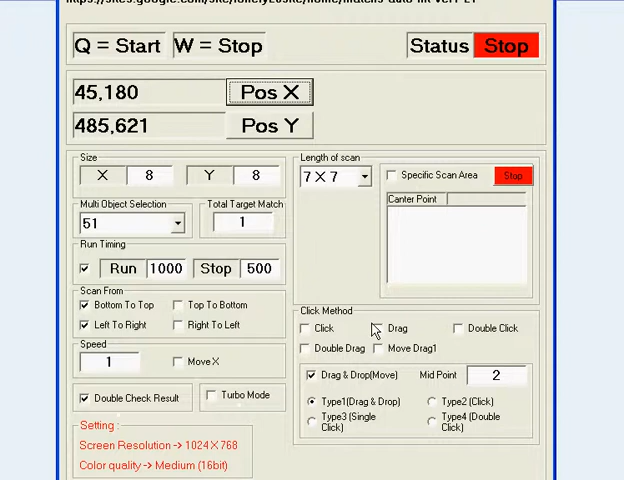 Q = Start W = Stop Status Stop
45,180 Pos X
485,621 Pos Y
Size
X 8 Y 8
Length of scan
7 X 7
Specific Scan Area Stop
Canter Point
Multi Object Selection
51
Total Target Match
1
Run Timing
Run 1000 Stop 500
Scan From
Bottom To Top Top To Bottom
Left To Right Right To Left
Speed
1 Move X
Double Check Result Turbo Mode
Click Method
Click Drag Double Click
Double Drag Move Drag1
Drag & Drop(Move) Mid Point 2
Type1(Drag & Drop) Type2 (Click)
Type3 (Single
Click)
Type4 (Double
Click)
Setting :
Screen Resolution -> 1024 X 768
Color quality -> Medium (16bit)